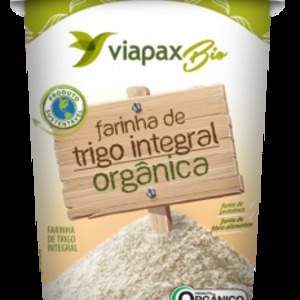 viapax Bio
PRODUTO
SUSTENTÁVEL
farinha de
trigo integral
orgânica
fonte de
proteínas
fonte de
fibra alimentar
FARINHA
DE TRIGO
INTEGRAL
PRODUTO
ORGÂNICO